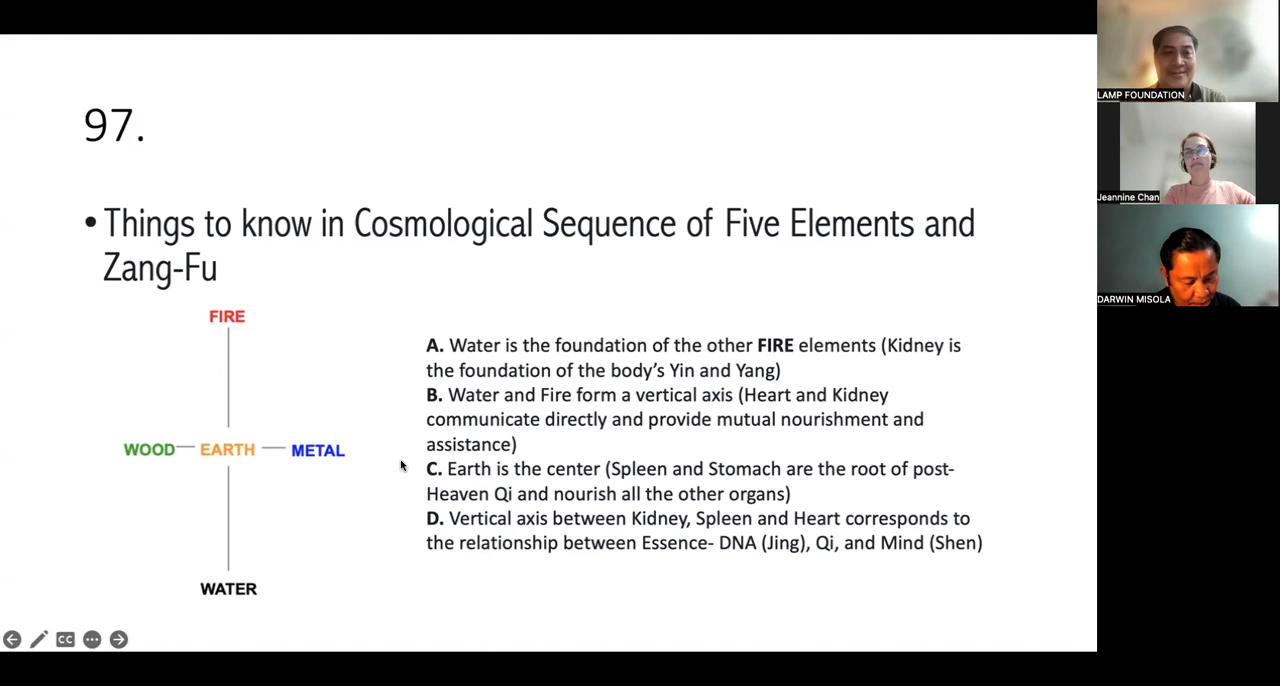 97.
• Things to know in Cosmological Sequence of Five Elements and
Zang-Fu
FIRE
WOOD EARTH METAL
WATER
A. Water is the foundation of the other FIRE elements (Kidney is
the foundation of the body's Yin and Yang)
B. Water and Fire form a vertical axis (Heart and Kidney
communicate directly and provide mutual nourishment and
assistance)
C. Earth is the center (Spleen and Stomach are the root of post-
Heaven Qi and nourish all the other organs)
D. Vertical axis between Kidney, Spleen and Heart corresponds to
the relationship between Essence- DNA (Jing), Qi, and Mind (Shen)
CC
LAMP FOUNDATION
Jeannine Chan
DARWIN MISOLA